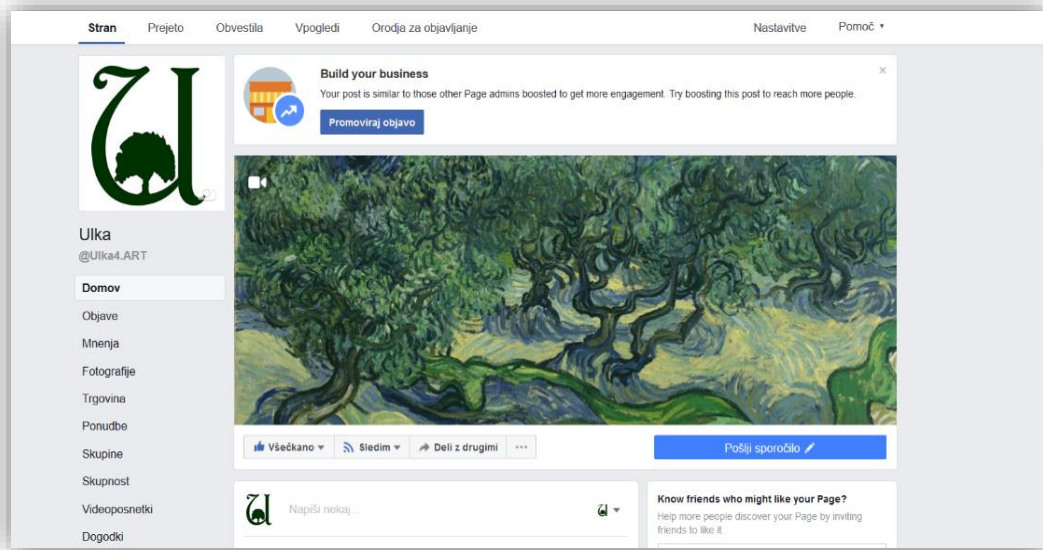 Stran Prejeto Obvestila Vpogledi Orodja za objavljanje Nastavitve Pomoč
Build your business
Your post is similar to those other Page admins boosted to get more engagement. Try boosting this post to reach more people.
Promoviraj objavo
U
Ulka
@Ulka4.ART
Domov
Objave
Mnenja
Fotografije
Trgovina
Ponudbe
Skupine
Skupnost
Videoposnetki
Dogodki
Všečkano Sledim Deli z drugimi ...
Pošlji sporočilo
U Napiši nekaj... U
Know friends who might like your Page?
Help more people discover your Page by inviting
friends to like it.